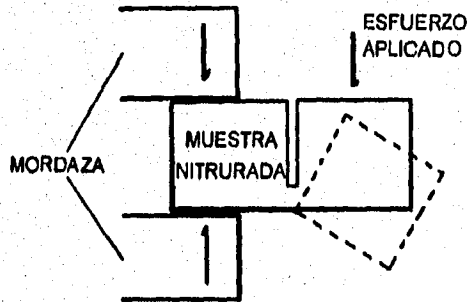 ESFUERZO
APLICADO
MUESTRA
NITRURADA
MORDAZA